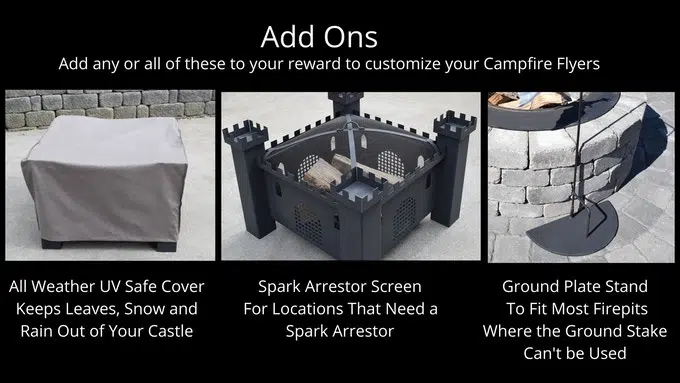 Add Ons
Add any or all of these to your reward to customize your Campfire Flyers
All Weather UV Safe Cover
Keeps Leaves, Snow and
Rain Out of Your Castle
Spark Arrestor Screen
For Locations That Need a
Spark Arrestor
Ground Plate Stand
To Fit Most Firepits
Where the Ground Stake
Can't be Used